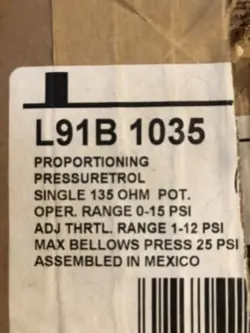 L91B 1035
PROPORTIONING
PRESSURETROL
SINGLE 135 OHM POT.
OPER. RANGE 0-15 PSI
ADJ THRTL. RANGE 1-12 PSI
MAX BELLOWS PRESS 25 PSI
ASSEMBLED IN MEXICO